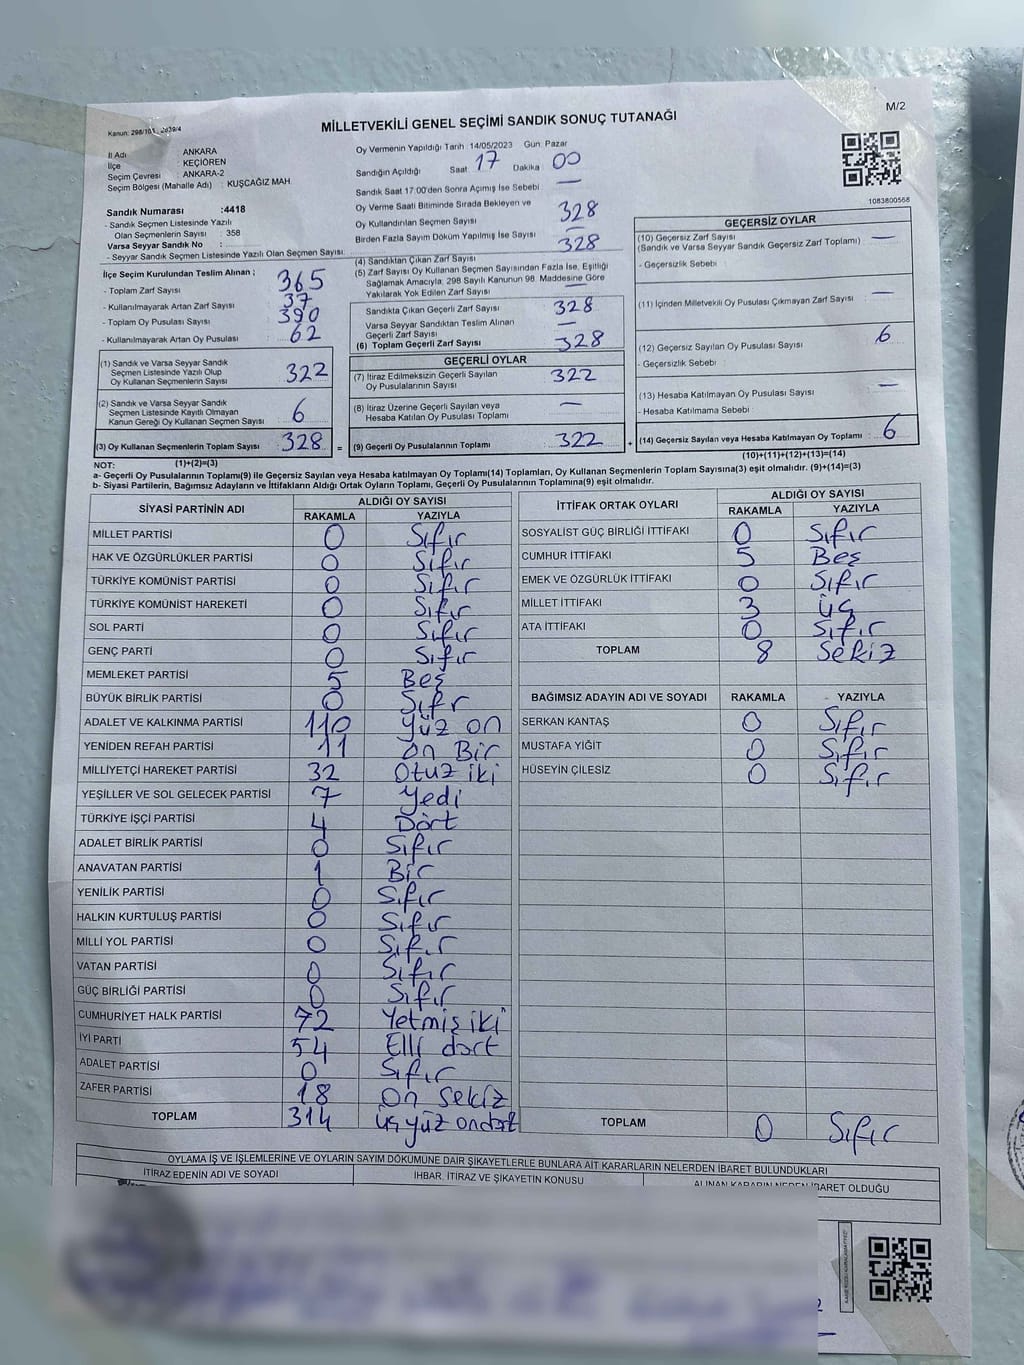 M/2
Kanun: 298/105, 2839/4
MİLLETVEKİLİ GENEL SEÇİMİ SANDIK SONUÇ TUTANAĞI
İl Adı : ANKARA
İlçe : KEÇİÖREN
Seçim Çevresi : ANKARA-2
Seçim Bölgesi (Mahalle Adı) : KUŞCAĞIZ MAH
Sandık Numarası :4418
- Sandık Seçmen Listesinde Yazılı
Olan Seçmenlerin Sayısı : 358
Varsa Seyyar Sandık No :
- Seyyar Sandık Seçmen Listesinde Yazılı Olan Seçmen Sayısı:
İlçe Seçim Kurulundan Teslim Alınan ;
- Toplam Zarf Sayısı 365
- Kullanılmayarak Artan Zarf Sayısı 37
- Toplam Oy Pusulası Sayısı 390
- Kullanılmayarak Artan Oy Pusulası 62
(1) Sandık ve Varsa Seyyar Sandık
Seçmen Listesinde Yazılı Olup
Oy Kullanan Seçmenlerin Sayısı 322
(2) Sandık ve Varsa Seyyar Sandık
Seçmen Listesinde Kayıtlı Olmayan
Kanun Gereği Oy Kullanan Seçmen Sayısı 6
(3) Oy Kullanan Seçmenlerin Toplam Sayısı 328 =
(1)+(2)=(3)
Oy Vermenin Yapıldığı Tarih 14/05/2023 Gün: Pazar
Sandığın Açıldığı Saat 17 Dakika 00
Sandık Saat 17:00'den Sonra Açımış İse Sebebi —
Oy Verme Saati Bitiminde Sırada Bekleyen ve
Oy Kullandırılan Seçmen Sayısı 328
Birden Fazla Sayım Döküm Yapılmış İse Sayısı —
(4) Sandıktan Çıkan Zarf Sayısı 328
(5) Zarf Sayısı Oy Kullanan Seçmen Sayısından Fazla İse, Eşitliği
Sağlamak Amacıyla; 298 Sayılı Kanunun 98. Maddesine Göre
Yakılarak Yok Edilen Zarf Sayısı —
Sandıkta Çıkan Geçerli Zarf Sayısı 328
Varsa Seyyar Sandıktan Teslim Alınan
Geçerli Zarf Sayısı —
(6) Toplam Geçerli Zarf Sayısı 328
GEÇERLİ OYLAR
(7) İtiraz Edilmeksizin Geçerli Sayılan
Oy Pusulalarının Sayısı 322
(8) İtiraz Üzerine Geçerli Sayılan veya
Hesaba Katılan Oy Pusulası Toplamı —
(9) Geçerli Oy Pusulalarının Toplamı 322 +
1083800568
GEÇERSİZ OYLAR
(10) Geçersiz Zarf Sayısı —
(Sandık ve Varsa Seyyar Sandık Geçersiz Zarf Toplamı)
- Geçersizlik Sebebi :
(11) İçinden Milletvekili Oy Pusulası Çıkmayan Zarf Sayısı —
(12) Geçersiz Sayılan Oy Pusulası Sayısı 6
- Geçersizlik Sebebi :
(13) Hesaba Katılmayan Oy Pusulası Sayısı —
- Hesaba Katılmama Sebebi :
(14) Geçersiz Sayılan veya Hesaba Katılmayan Oy Toplamı 6
(10)+(11)+(12)+(13)=(14)
NOT:
a- Geçerli Oy Pusulalarının Toplamı(9) ile Geçersiz Sayılan veya Hesaba katılmayan Oy Toplamı(14) Toplamları, Oy Kullanan Seçmenlerin Toplam Sayısına(3) eşit olmalıdır. (9)+(14)=(3)
b- Siyasi Partilerin, Bağımsız Adayların ve İttifakların Aldığı Ortak Oyların Toplamı, Geçerli Oy Pusulalarının Toplamına(9) eşit olmalıdır.
SİYASİ PARTİNİN ADI ALDIĞI OY SAYISI
RAKAMLA YAZIYLA
MİLLET PARTİSİ 0 Sıfır
HAK VE ÖZGÜRLÜKLER PARTİSİ 0 Sıfır
TÜRKİYE KOMÜNİST PARTİSİ 0 Sıfır
TÜRKİYE KOMÜNİST HAREKETİ 0 Sıfır
SOL PARTİ 0 Sıfır
GENÇ PARTİ 0 Sıfır
MEMLEKET PARTİSİ 5 Beş
BÜYÜK BİRLİK PARTİSİ 0 Sıfır
ADALET VE KALKINMA PARTİSİ 110 Yüz on
YENİDEN REFAH PARTİSİ 11 On Bir
MİLLİYETÇİ HAREKET PARTİSİ 32 Otuz iki
YEŞİLLER VE SOL GELECEK PARTİSİ 7 Yedi
TÜRKİYE İŞÇİ PARTİSİ 4 Dört
ADALET BİRLİK PARTİSİ 0 Sıfır
ANAVATAN PARTİSİ 1 Bir
YENİLİK PARTİSİ 0 Sıfır
HALKIN KURTULUŞ PARTİSİ 0 Sıfır
MİLLİ YOL PARTİSİ 0 Sıfır
VATAN PARTİSİ 0 Sıfır
GÜÇ BİRLİĞİ PARTİSİ 0 Sıfır
CUMHURİYET HALK PARTİSİ 72 Yetmiş iki
İYİ PARTİ 54 Elli dört
ADALET PARTİSİ 0 Sıfır
ZAFER PARTİSİ 18 On sekiz
TOPLAM 314 üç yüz ondört
İTTİFAK ORTAK OYLARI ALDIĞI OY SAYISI
RAKAMLA YAZIYLA
SOSYALİST GÜÇ BİRLİĞİ İTTİFAKI 0 Sıfır
CUMHUR İTTİFAKI 5 Beş
EMEK VE ÖZGÜRLÜK İTTİFAKI 0 Sıfır
MİLLET İTTİFAKI 3 üç
ATA İTTİFAKI 0 Sıfır
TOPLAM 8 Sekiz
BAĞIMSIZ ADAYIN ADI VE SOYADI RAKAMLA YAZIYLA
SERKAN KANTAŞ 0 Sıfır
MUSTAFA YİĞİT 0 Sıfır
HÜSEYİN ÇİLESİZ 0 Sıfır
TOPLAM 0 Sıfır
OYLAMA İŞ VE İŞLEMLERİNE VE OYLARIN SAYIM DÖKÜMÜNE DAİR ŞİKAYETLERLE BUNLARA AİT KARARLARIN NELERDEN İBARET BULUNDUKLARI
İTİRAZ EDENİN ADI VE SOYADI İHBAR, İTİRAZ VE ŞİKAYETİN KONUSU ALINAN KARARIN NEDEN İBARET OLDUĞU